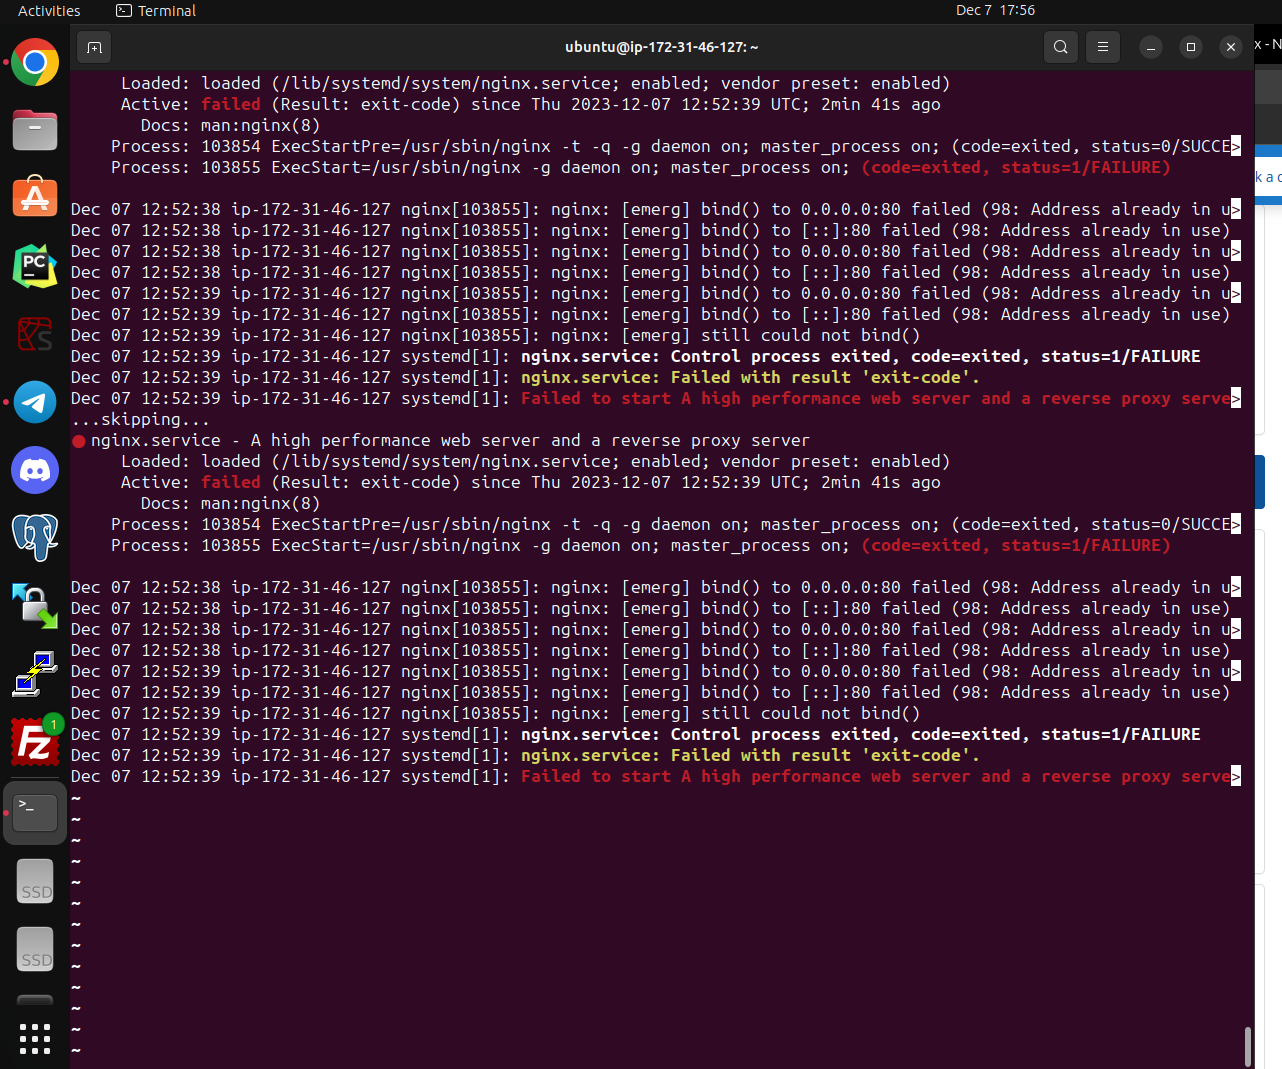 Activities
Terminal
Dec 7 17:56
ubuntu@ip-172-31-46-127: ~
x - N
k a c
Loaded: loaded (/lib/systemd/system/nginx.service; enabled; vendor preset: enabled)
Active: failed (Result: exit-code) since Thu 2023-12-07 12:52:39 UTC; 2min 41s ago
Docs: man:nginx(8)
Process: 103854 ExecStartPre=/usr/sbin/nginx -t -q -g daemon on; master_process on; (code=exited, status=0/SUCCE>
Process: 103855 ExecStart=/usr/sbin/nginx -g daemon on; master_process on; (code=exited, status=1/FAILURE)
Dec 07 12:52:38 ip-172-31-46-127 nginx[103855]: nginx: [emerg] bind() to 0.0.0.0:80 failed (98: Address already in u>
Dec 07 12:52:38 ip-172-31-46-127 nginx[103855]: nginx: [emerg] bind() to [::]:80 failed (98: Address already in use)
Dec 07 12:52:38 ip-172-31-46-127 nginx[103855]: nginx: [emerg] bind() to 0.0.0.0:80 failed (98: Address already in u>
Dec 07 12:52:38 ip-172-31-46-127 nginx[103855]: nginx: [emerg] bind() to [::]:80 failed (98: Address already in use)
Dec 07 12:52:39 ip-172-31-46-127 nginx[103855]: nginx: [emerg] bind() to 0.0.0.0:80 failed (98: Address already in u>
Dec 07 12:52:39 ip-172-31-46-127 nginx[103855]: nginx: [emerg] bind() to [::]:80 failed (98: Address already in use)
Dec 07 12:52:39 ip-172-31-46-127 nginx[103855]: nginx: [emerg] still could not bind()
Dec 07 12:52:39 ip-172-31-46-127 systemd[1]: nginx.service: Control process exited, code=exited, status=1/FAILURE
Dec 07 12:52:39 ip-172-31-46-127 systemd[1]: nginx.service: Failed with result 'exit-code'.
Dec 07 12:52:39 ip-172-31-46-127 systemd[1]: Failed to start A high performance web server and a reverse proxy serve>
...skipping...
● nginx.service - A high performance web server and a reverse proxy server
Loaded: loaded (/lib/systemd/system/nginx.service; enabled; vendor preset: enabled)
Active: failed (Result: exit-code) since Thu 2023-12-07 12:52:39 UTC; 2min 41s ago
Docs: man:nginx(8)
Process: 103854 ExecStartPre=/usr/sbin/nginx -t -q -g daemon on; master_process on; (code=exited, status=0/SUCCE>
Process: 103855 ExecStart=/usr/sbin/nginx -g daemon on; master_process on; (code=exited, status=1/FAILURE)
Dec 07 12:52:38 ip-172-31-46-127 nginx[103855]: nginx: [emerg] bind() to 0.0.0.0:80 failed (98: Address already in u>
Dec 07 12:52:38 ip-172-31-46-127 nginx[103855]: nginx: [emerg] bind() to [::]:80 failed (98: Address already in use)
Dec 07 12:52:38 ip-172-31-46-127 nginx[103855]: nginx: [emerg] bind() to 0.0.0.0:80 failed (98: Address already in u>
Dec 07 12:52:38 ip-172-31-46-127 nginx[103855]: nginx: [emerg] bind() to [::]:80 failed (98: Address already in use)
Dec 07 12:52:39 ip-172-31-46-127 nginx[103855]: nginx: [emerg] bind() to 0.0.0.0:80 failed (98: Address already in u>
Dec 07 12:52:39 ip-172-31-46-127 nginx[103855]: nginx: [emerg] bind() to [::]:80 failed (98: Address already in use)
Dec 07 12:52:39 ip-172-31-46-127 nginx[103855]: nginx: [emerg] still could not bind()
Dec 07 12:52:39 ip-172-31-46-127 systemd[1]: nginx.service: Control process exited, code=exited, status=1/FAILURE
Dec 07 12:52:39 ip-172-31-46-127 systemd[1]: nginx.service: Failed with result 'exit-code'.
Dec 07 12:52:39 ip-172-31-46-127 systemd[1]: Failed to start A high performance web server and a reverse proxy serve>
~
~
~
~
~
~
~
~
~
~
~
~
~
PC
S
Fz
1
>_
SSD
SSD